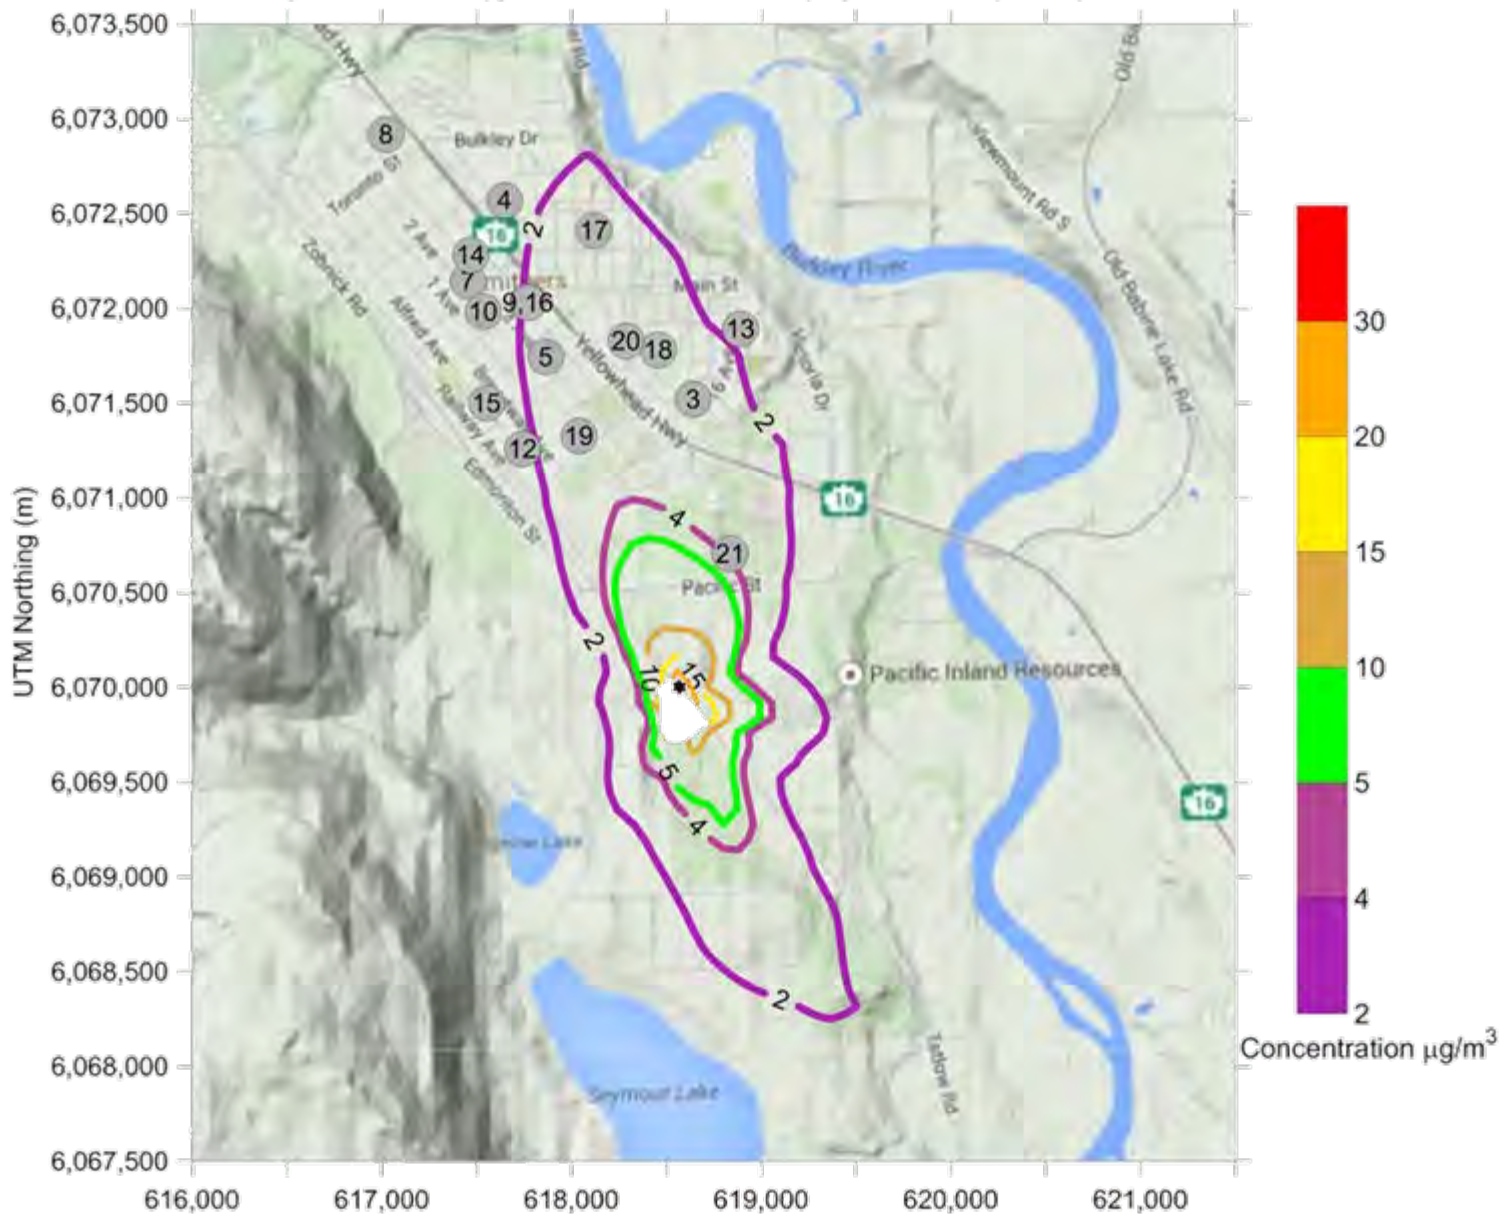 6,073,500
6,073,000
6,072,500
6,072,000
6,071,500
6,071,000
6,070,500
6,070,000
6,069,500
6,069,000
6,068,500
6,068,000
6,067,500
UTM Northing (m)
616,000
617,000
618,000
619,000
620,000
621,000
Hwy
Rd
8
Bulkley Dr
Toronto St
4
16
17
2 Ave
14
7
1 Ave
10
9,16
2
Zobnick Rd
Alfred Ave
Main St
Bulkley River
Viewmount Rd S
Old Babine Lake Rd
13
20
18
5
Yellowhead Hwy
3
6 Ave
Victoria Dr
15
Railway Ave
12
19
2
Edmonton St
16
4
21
Pacific St
2
10
15
Pacific Inland Resources
5
4
16
Lake
2
Seymour Lake
Tatlow Rd
30
20
15
10
5
4
2
Concentration μg/m³